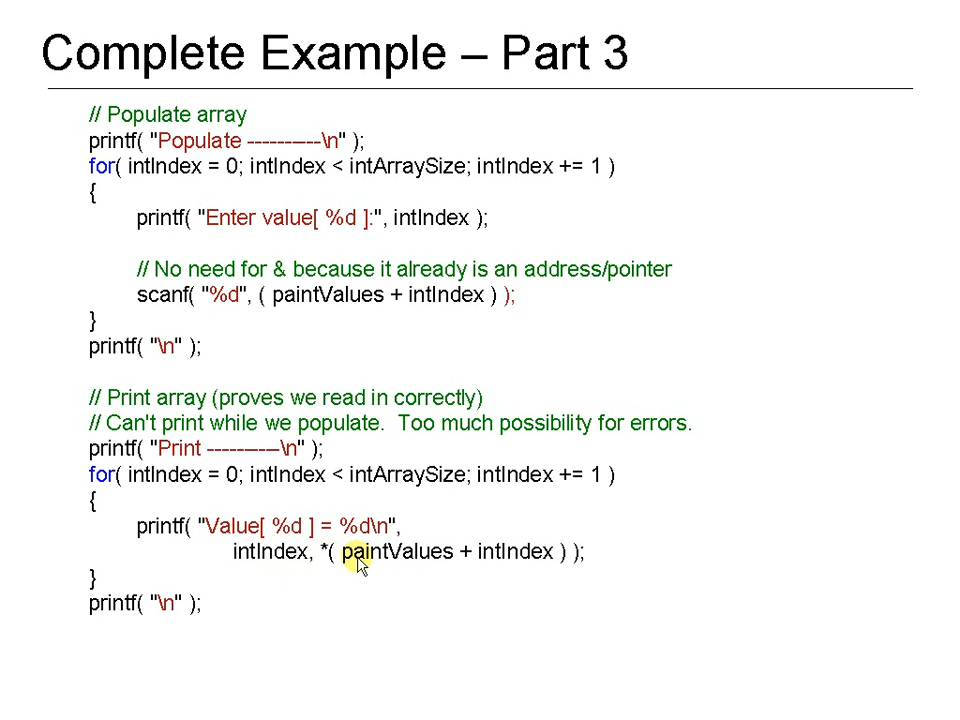 Complete Example – Part 3
// Populate array
printf( "Populate ----------\n" );
for( intIndex = 0; intIndex < intArraySize; intIndex += 1 )
{
printf( "Enter value[ %d ]:", intIndex );
// No need for & because it already is an address/pointer
scanf( "%d", ( paintValues + intIndex ) );
}
printf( "\n" );
// Print array (proves we read in correctly)
// Can't print while we populate.  Too much possibility for errors.
printf( "Print ----------\n" );
for( intIndex = 0; intIndex < intArraySize; intIndex += 1 )
{
printf( "Value[ %d ] = %d\n",
intIndex, *( paintValues + intIndex ) );
}
printf( "\n" );